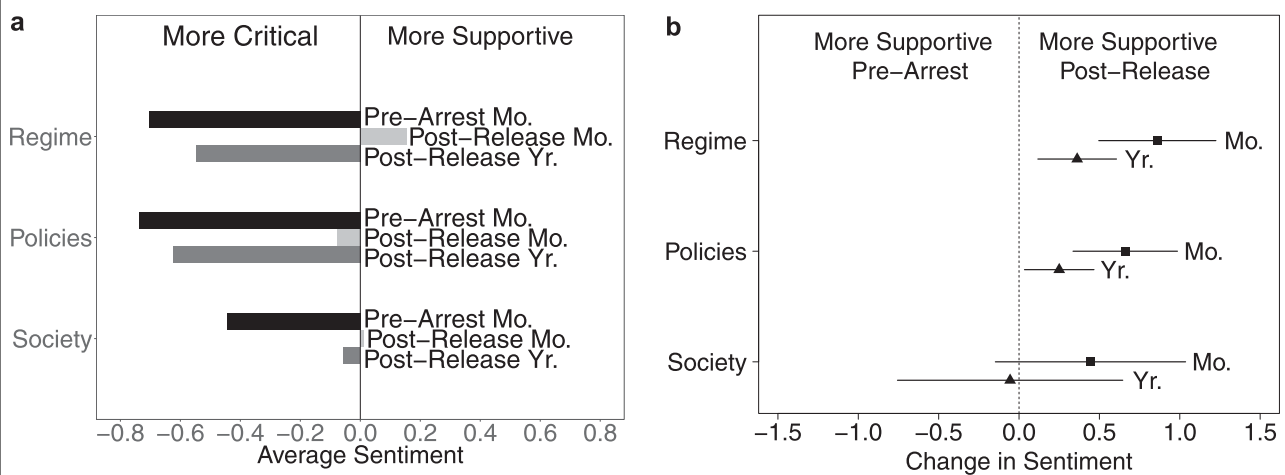 a
More Critical
More Supportive
Regime
Pre−Arrest Mo.
Post−Release Mo.
Post−Release Yr.
Policies
Pre−Arrest Mo.
Post−Release Mo.
Post−Release Yr.
Society
Pre−Arrest Mo.
Post−Release Mo.
Post−Release Yr.
−0.8 −0.6 −0.4 −0.2 0.0 0.2 0.4 0.6 0.8
Average Sentiment
b
More Supportive
Pre−Arrest
More Supportive
Post−Release
Regime
Mo.
Yr.
Policies
Mo.
Yr.
Society
Mo.
Yr.
−1.5 −1.0 −0.5 0.0 0.5 1.0 1.5
Change in Sentiment